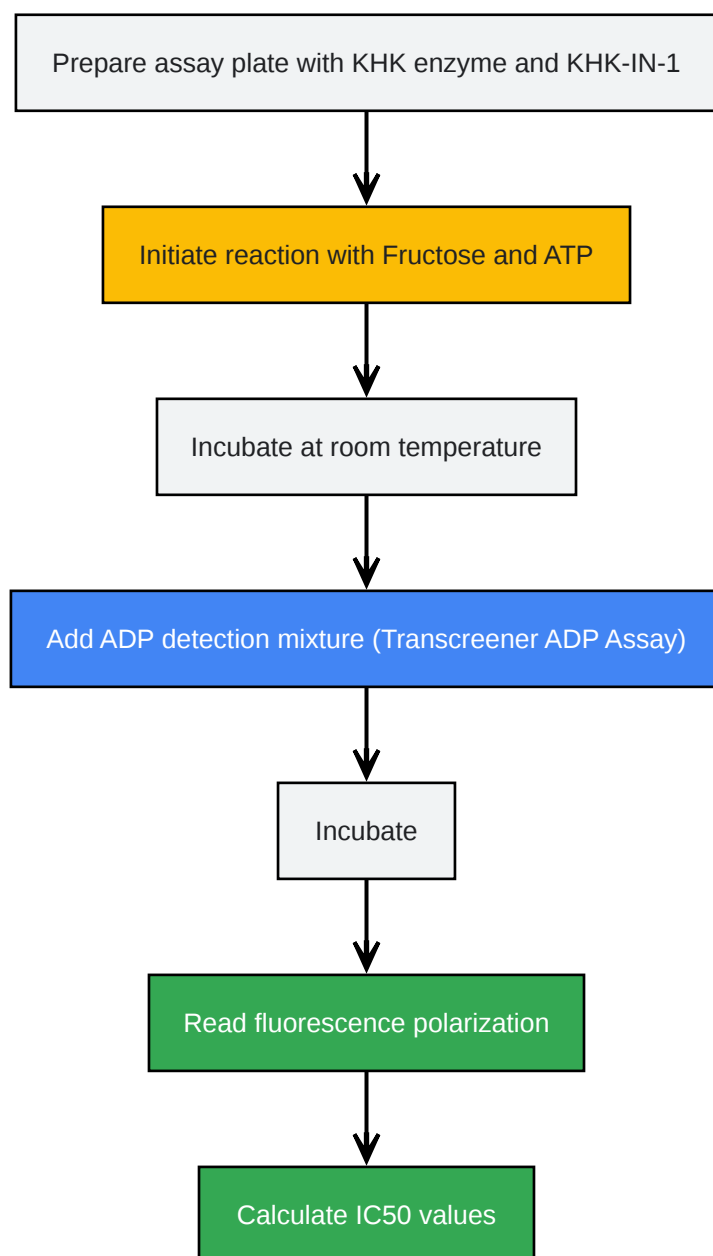 Prepare assay plate with KHK enzyme and KHK-IN-1
Initiate reaction with Fructose and ATP
Incubate at room temperature
Add ADP detection mixture (Transcreener ADP Assay)
Incubate
Read fluorescence polarization
Calculate IC50 values